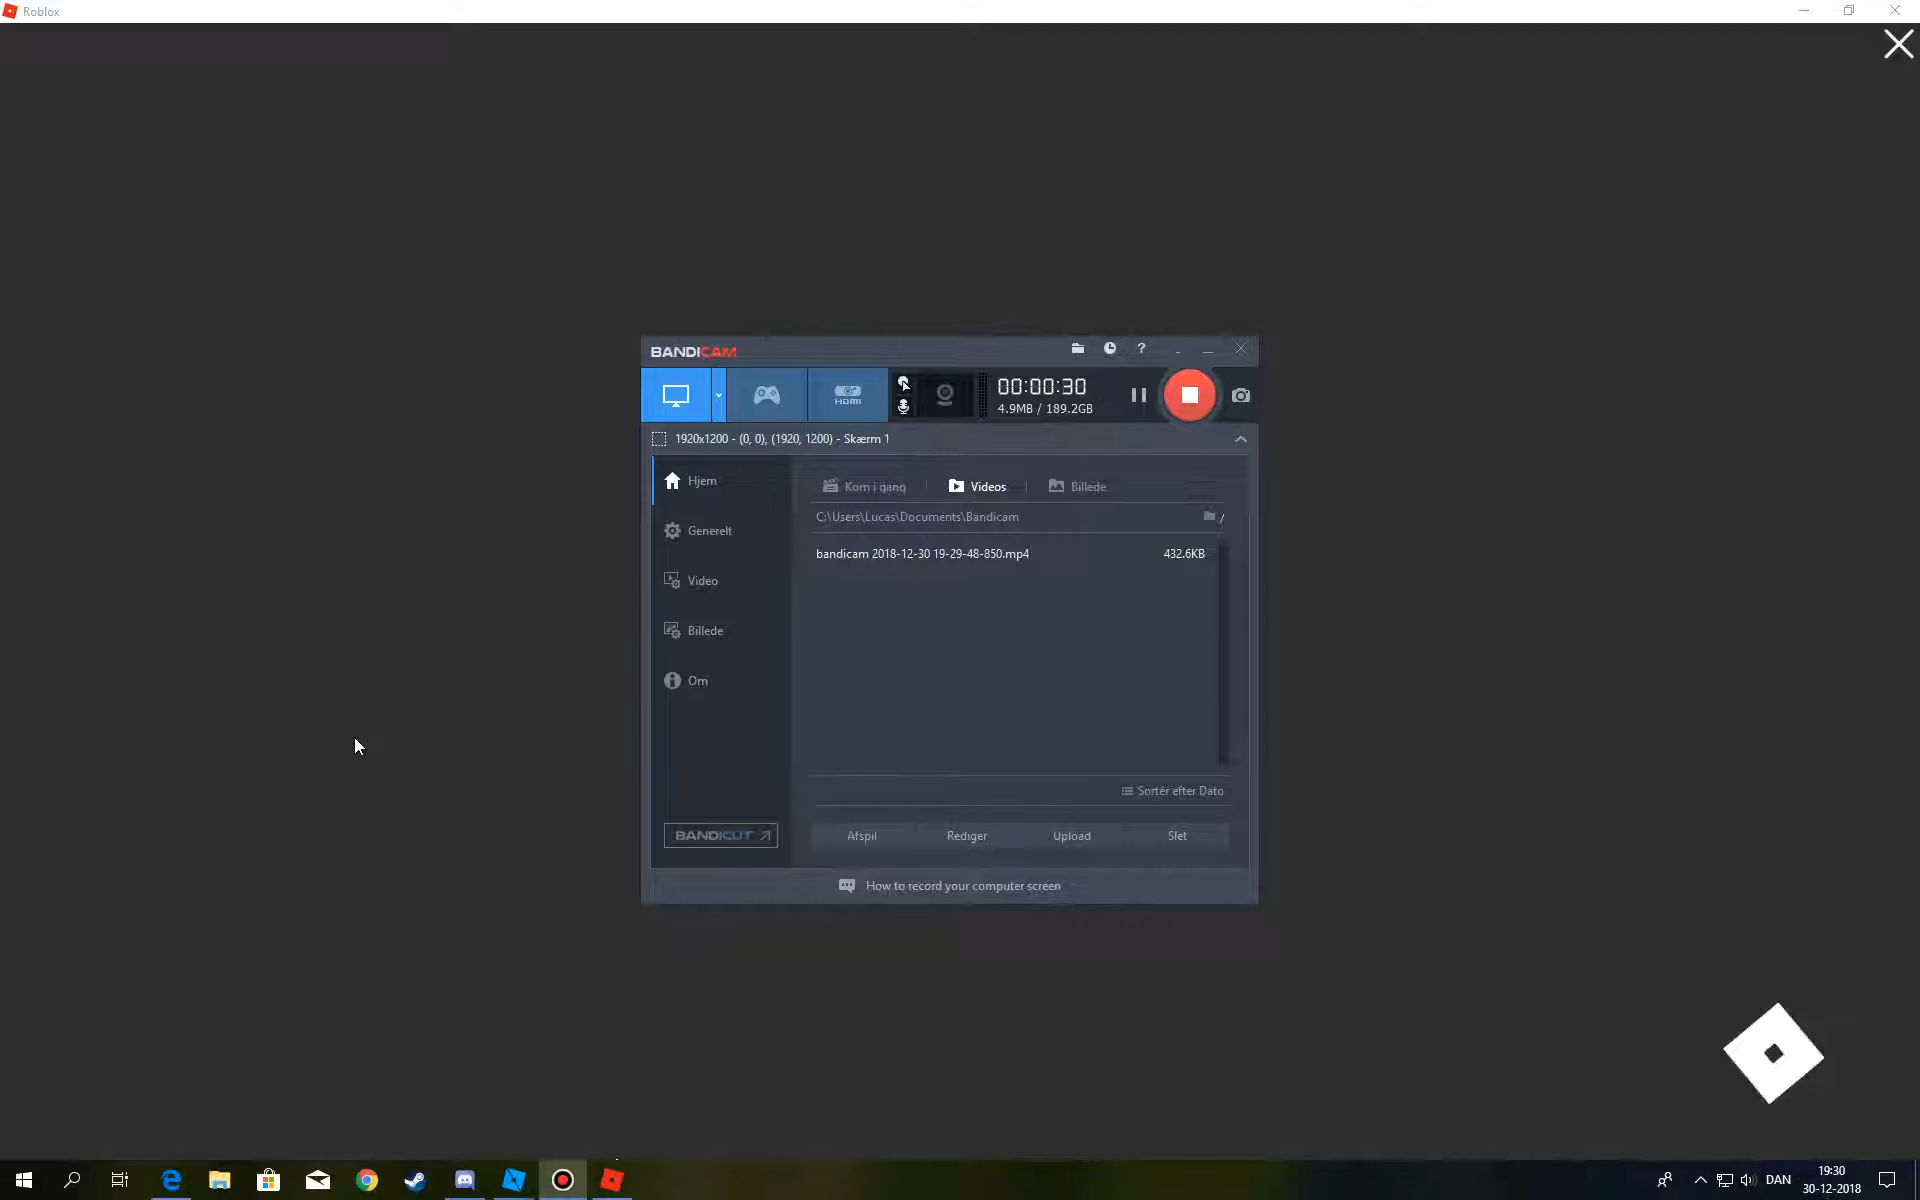 Roblox
BANDICAM
?
HDMI
00:00:30
4.9MB / 189.2GB
1920x1200 - (0, 0), (1920, 1200) - Skærm 1
Hjem
Generelt
Video
Billede
Om
BANDICUT
Kom i gang
Videos
Billede
C:\Users\Lucas\Documents\Bandicam
bandicam 2018-12-30 19-29-48-850.mp4 432.6KB
Sortér efter Dato
Afspil Rediger Upload Slet
How to record your computer screen
DAN
19:30
30-12-2018